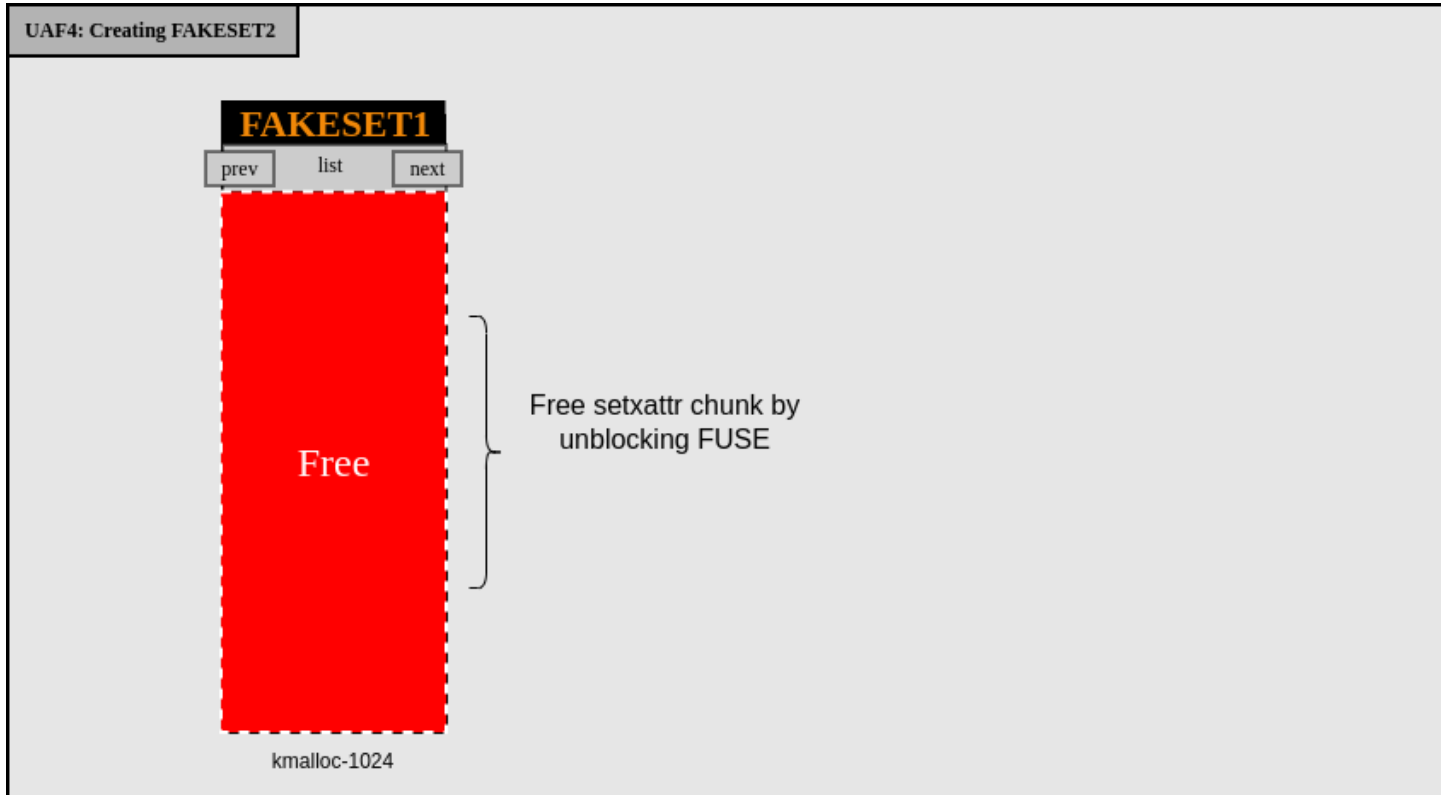 UAF4: Creating FAKESET2
FAKESET1
prev list next
Free setxattr chunk by
unblocking FUSE
Free
kmalloc-1024